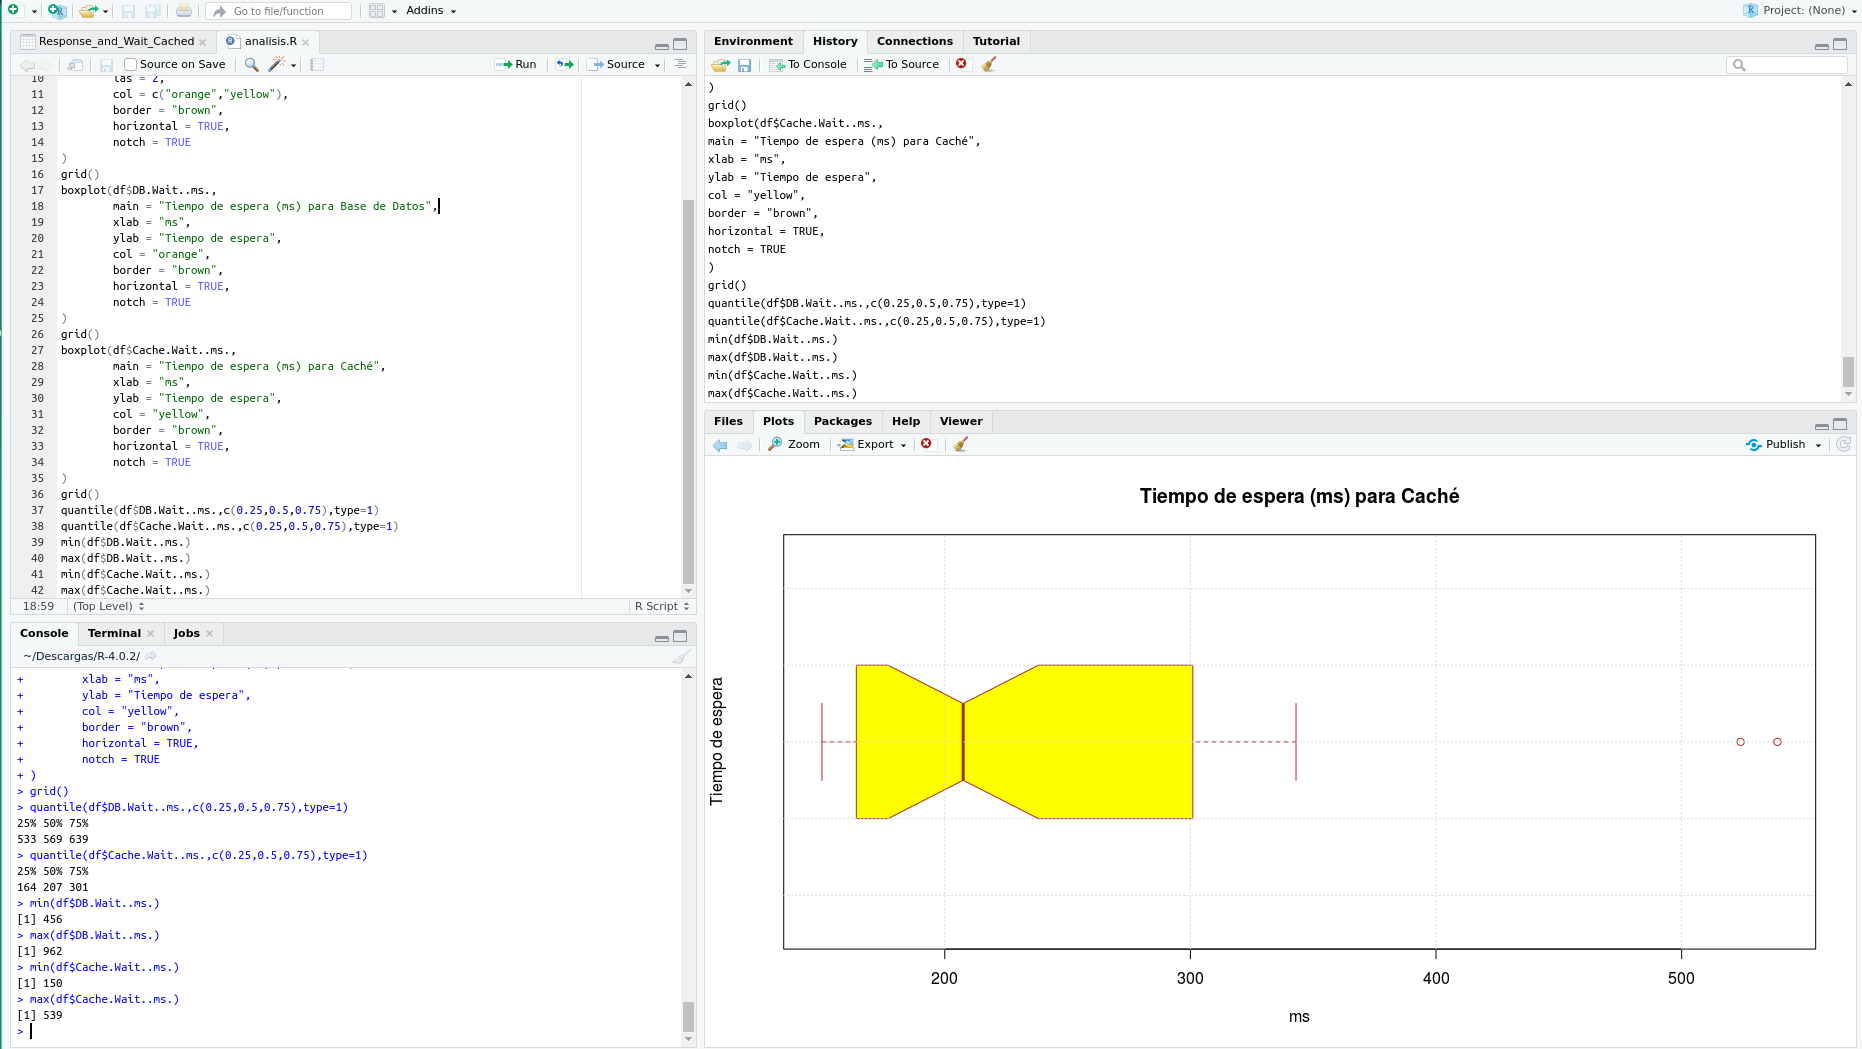 Go to file/function
Addins
Project: (None)
Response_and_Wait_Cached
analisis.R
Source on Save
Run
Source
10 las = 2,
11 col = c("orange","yellow"),
12 border = "brown",
13 horizontal = TRUE,
14 notch = TRUE
15 )
16 grid()
17 boxplot(df$DB.Wait..ms.,
18 main = "Tiempo de espera (ms) para Base de Datos",
19 xlab = "ms",
20 ylab = "Tiempo de espera",
21 col = "orange",
22 border = "brown",
23 horizontal = TRUE,
24 notch = TRUE
25 )
26 grid()
27 boxplot(df$Cache.Wait..ms.,
28 main = "Tiempo de espera (ms) para Caché",
29 xlab = "ms",
30 ylab = "Tiempo de espera",
31 col = "yellow",
32 border = "brown",
33 horizontal = TRUE,
34 notch = TRUE
35 )
36 grid()
37 quantile(df$DB.Wait..ms.,c(0.25,0.5,0.75),type=1)
38 quantile(df$Cache.Wait..ms.,c(0.25,0.5,0.75),type=1)
39 min(df$DB.Wait..ms.)
40 max(df$DB.Wait..ms.)
41 min(df$Cache.Wait..ms.)
42 max(df$Cache.Wait..ms.)
18:59 (Top Level) R Script
Console Terminal Jobs
~/Descargas/R-4.0.2/
+ xlab = "ms",
+ ylab = "Tiempo de espera",
+ col = "yellow",
+ border = "brown",
+ horizontal = TRUE,
+ notch = TRUE
+ )
> grid()
> quantile(df$DB.Wait..ms.,c(0.25,0.5,0.75),type=1)
25% 50% 75%
533 569 639
> quantile(df$Cache.Wait..ms.,c(0.25,0.5,0.75),type=1)
25% 50% 75%
164 207 301
> min(df$DB.Wait..ms.)
[1] 456
> max(df$DB.Wait..ms.)
[1] 962
> min(df$Cache.Wait..ms.)
[1] 150
> max(df$Cache.Wait..ms.)
[1] 539
>
Environment History Connections Tutorial
To Console To Source
)
grid()
boxplot(df$Cache.Wait..ms.,
main = "Tiempo de espera (ms) para Caché",
xlab = "ms",
ylab = "Tiempo de espera",
col = "yellow",
border = "brown",
horizontal = TRUE,
notch = TRUE
)
grid()
quantile(df$DB.Wait..ms.,c(0.25,0.5,0.75),type=1)
quantile(df$Cache.Wait..ms.,c(0.25,0.5,0.75),type=1)
min(df$DB.Wait..ms.)
max(df$DB.Wait..ms.)
min(df$Cache.Wait..ms.)
max(df$Cache.Wait..ms.)
Files Plots Packages Help Viewer
Zoom Export Publish
Tiempo de espera (ms) para Caché
Tiempo de espera
200 300 400 500
ms